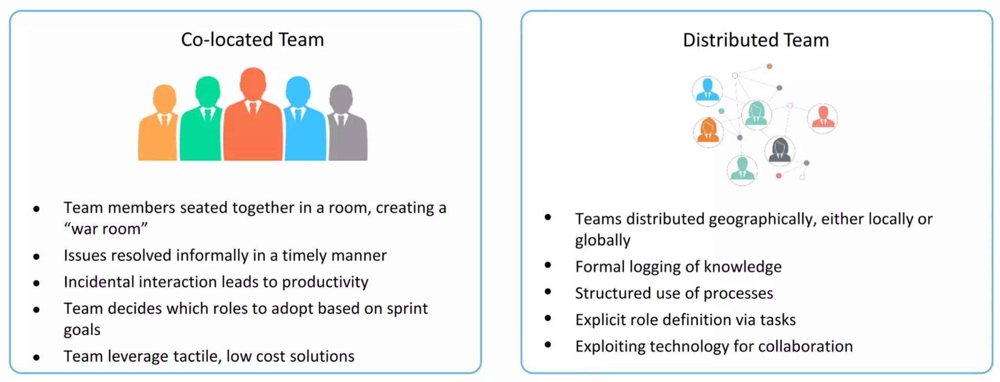 Co-located Team
Team members seated together in a room, creating a
“war room”
Issues resolved informally in a timely manner
Incidental interaction leads to productivity
Team decides which roles to adopt based on sprint
goals
Team leverage tactile, low cost solutions
Distributed Team
Teams distributed geographically, either locally or
globally
Formal logging of knowledge
Structured use of processes
Explicit role definition via tasks
Exploiting technology for collaboration